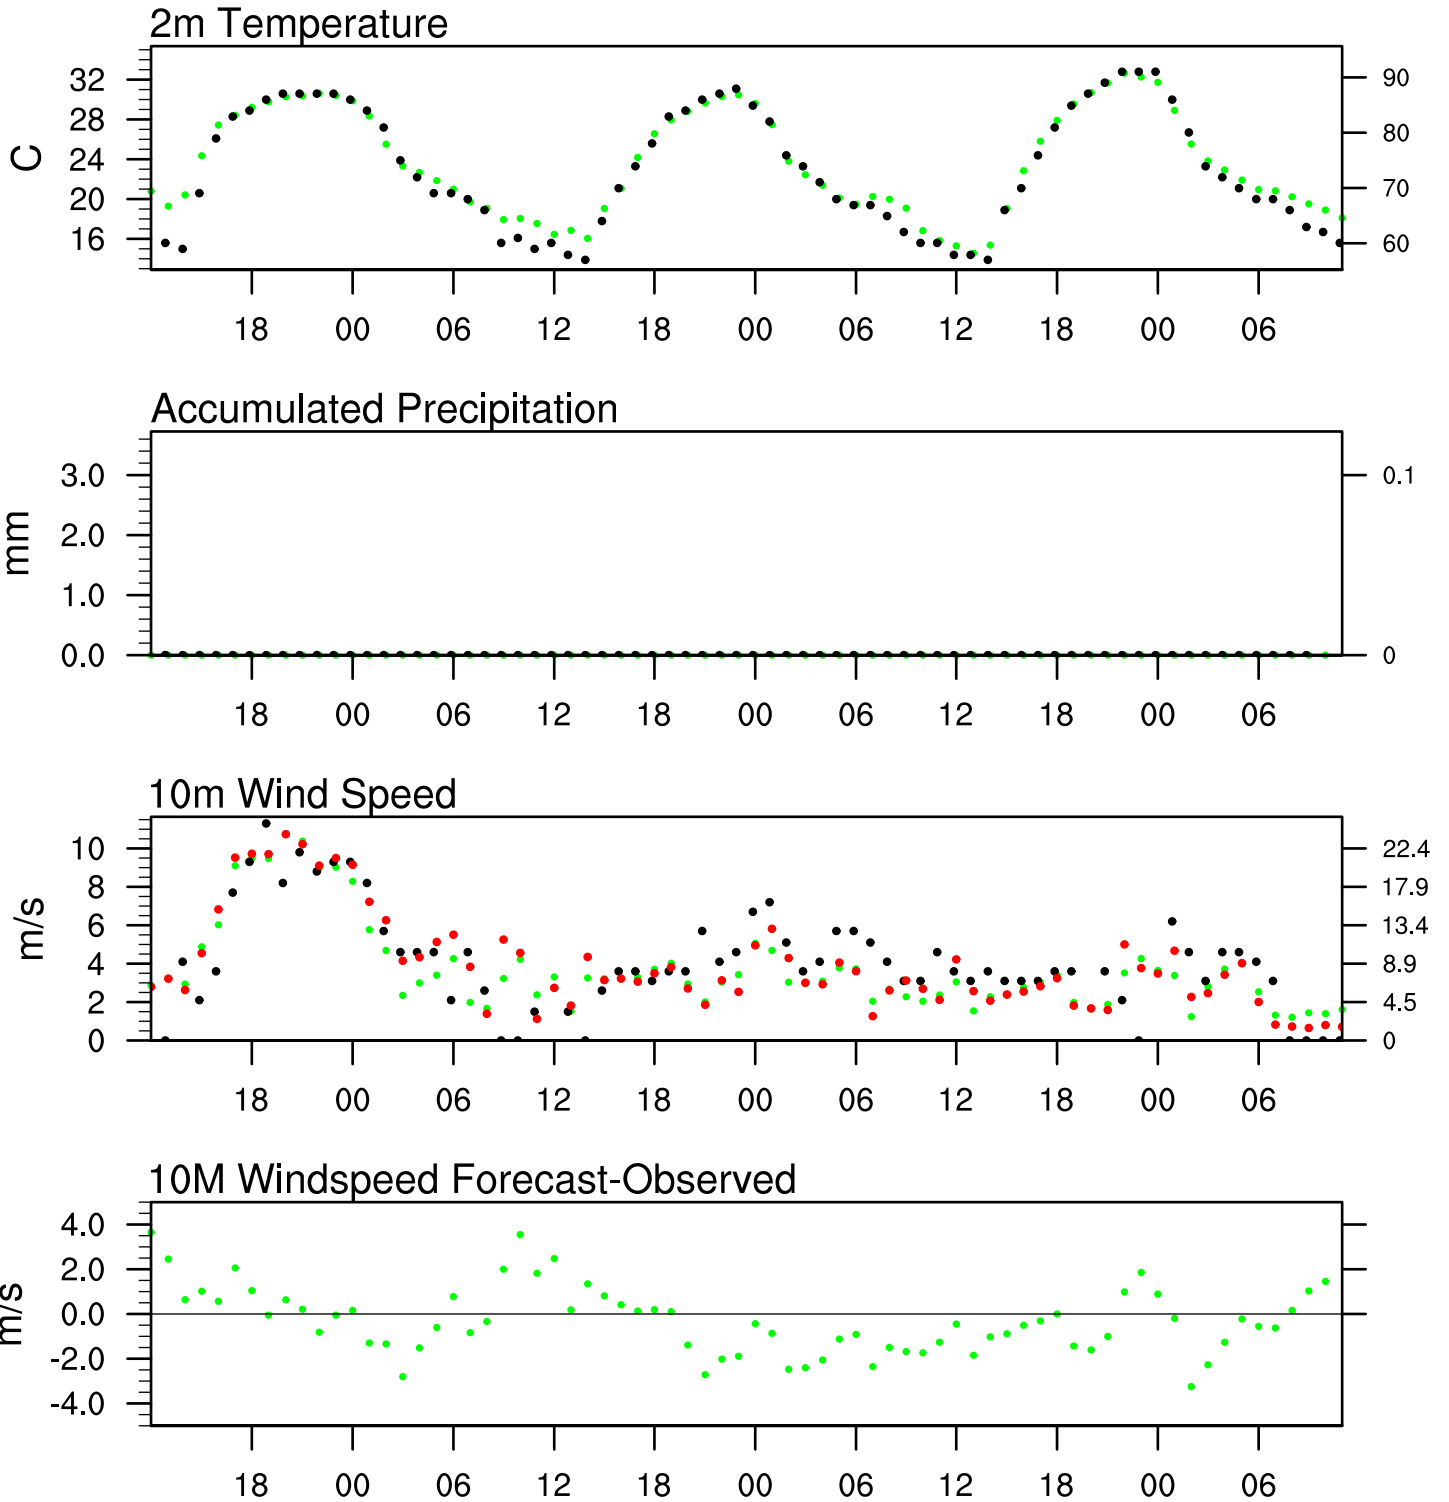 2m Temperature
C
32
28
24
20
16
90
80
70
60
18 00 06 12 18 00 06 12 18 00 06
Accumulated Precipitation
mm
3.0
2.0
1.0
0.0
0.1
0
18 00 06 12 18 00 06 12 18 00 06
10m Wind Speed
m/s
10
8
6
4
2
0
22.4
17.9
13.4
8.9
4.5
0
18 00 06 12 18 00 06 12 18 00 06
10M Windspeed Forecast-Observed
m/s
4.0
2.0
0.0
-2.0
-4.0
18 00 06 12 18 00 06 12 18 00 06